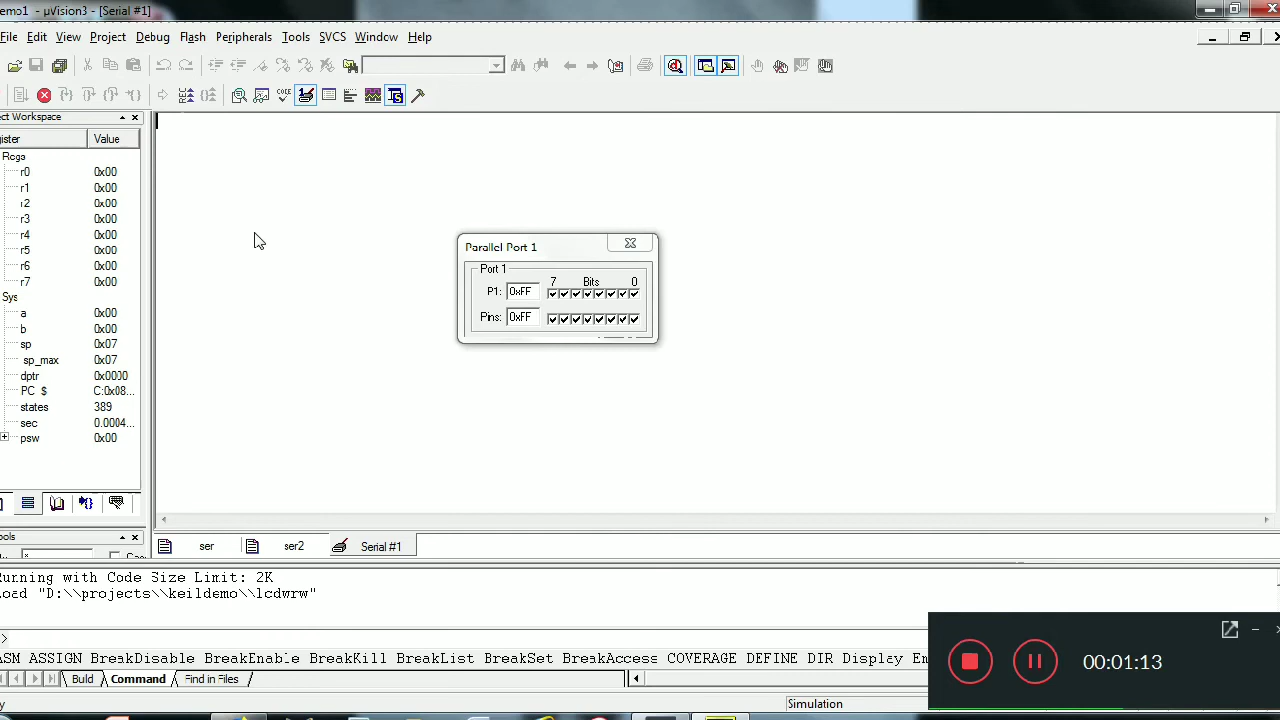 emo1 - µVision3 - [Serial #1]
File Edit View Project Debug Flash Peripherals Tools SVCS Window Help
ect Workspace
gister Value
Regs
r0 0x00
r1 0x00
r2 0x00
r3 0x00
r4 0x00
r5 0x00
r6 0x00
r7 0x00
Sys
a 0x00
b 0x00
sp 0x07
sp_max 0x07
dptr 0x0000
PC $ C:0x08...
states 389
sec 0.0004...
psw 0x00
Parallel Port 1
Port 1
7 Bits 0
P1: 0xFF
Pins: 0xFF
ools
ser ser2 Serial #1
Running with Code Size Limit: 2K
Load "D:\\projects\\keildemo\\lcdwrw"
>
ASM ASSIGN BreakDisable BreakEnable BreakKill BreakList BreakSet BreakAccess COVERAGE DEFINE DIR Display En
Build Command Find in Files
Simulation
00:01:13